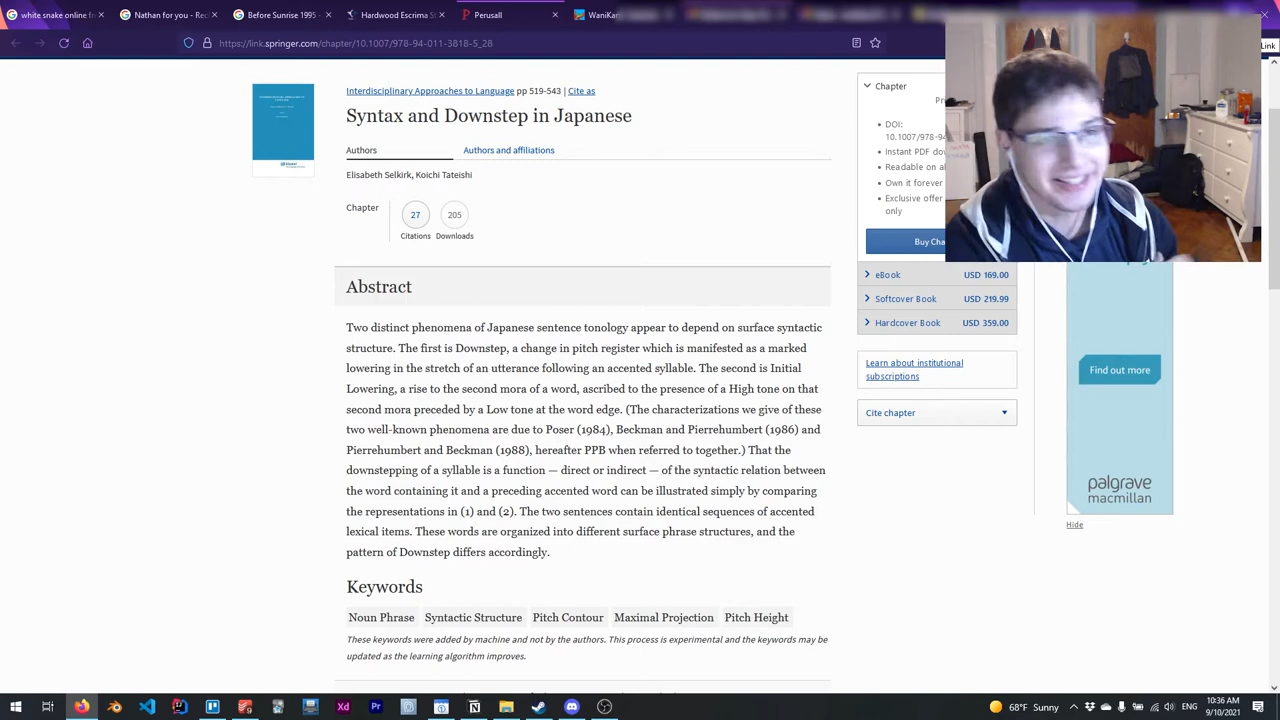 white snake online fr
Nathan for you - Rec
Before Sunrise 1995
Hardwood Escrima S
Perusall
WaniKan
https://link.springer.com/chapter/10.1007/978-94-011-3818-5_28
Link
Interdisciplinary Approaches to Language pp 519-543 | Cite as
Syntax and Downstep in Japanese
Authors
Authors and affiliations
Elisabeth Selkirk, Koichi Tateishi
Chapter
27
Citations
205
Downloads
Abstract
Two distinct phenomena of Japanese sentence tonology appear to depend on surface syntactic
structure. The first is Downstep, a change in pitch register which is manifested as a marked
lowering in the stretch of an utterance following an accented syllable. The second is Initial
Lowering, a rise to the second mora of a word, ascribed to the presence of a High tone on that
second mora preceded by a Low tone at the word edge. (The characterizations we give of these
two well-known phenomena are due to Poser (1984), Beckman and Pierrehumbert (1986) and
Pierrehumbert and Beckman (1988), hereafter PPB when referred to together.) That the
downstepping of a syllable is a function — direct or indirect — of the syntactic relation between
the word containing it and a preceding accented word can be illustrated simply by comparing
the representations in (1) and (2). The two sentences contain identical sequences of accented
lexical items. These words are organized into different surface phrase structures, and the
pattern of Downstep differs accordingly.
Keywords
Noun Phrase Syntactic Structure Pitch Contour Maximal Projection Pitch Height
These keywords were added by machine and not by the authors. This process is experimental and the keywords may be
updated as the learning algorithm improves.
Chapter
DOI:
10.1007/978-94
Instant PDF do
Readable on al
Own it forever
Exclusive offer
only
Buy Cha
eBook USD 169.00
Softcover Book USD 219.99
Hardcover Book USD 359.00
Learn about institutional
subscriptions
Cite chapter
Find out more
palgrave
macmillan
Hide
68°F Sunny
10:36 AM
9/10/2021